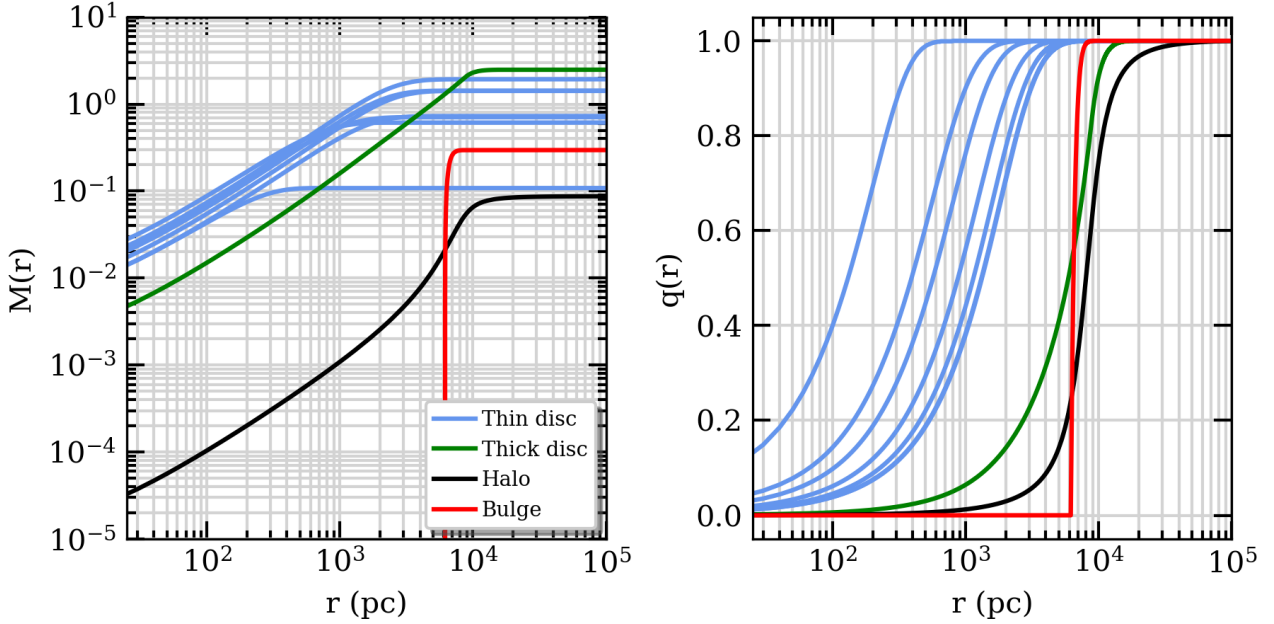 M(r)
10^1
10^0
10^-1
10^-2
10^-3
10^-4
10^-5
Thin disc
Thick disc
Halo
Bulge
10^2 10^3 10^4 10^5
r (pc)
q(r)
1.0
0.8
0.6
0.4
0.2
0.0
10^2 10^3 10^4 10^5
r (pc)